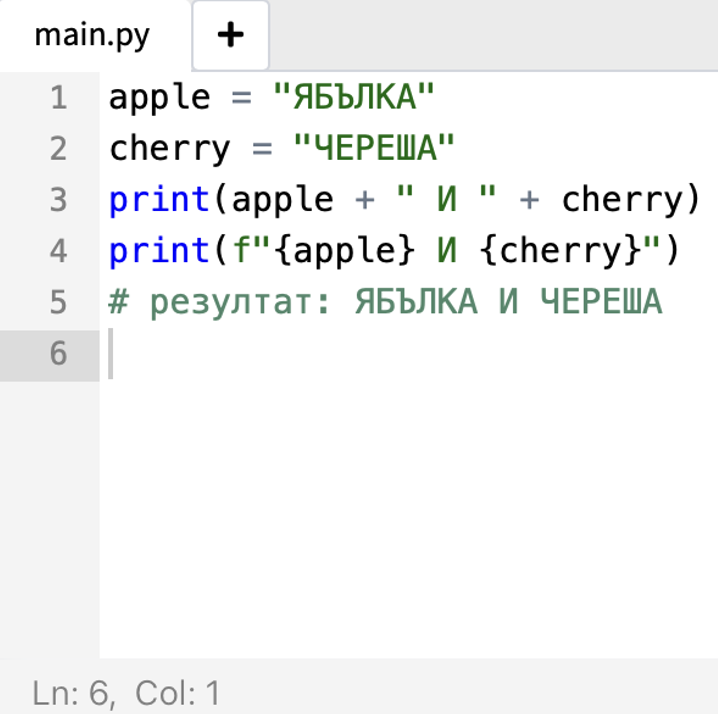 main.py +
1 apple = "ЯБЪЛКА"
2 cherry = "ЧЕРЕША"
3 print(apple + " И " + cherry)
4 print(f"{apple} И {cherry}")
5 # резултат: ЯБЪЛКА И ЧЕРЕША
6
Ln: 6, Col: 1